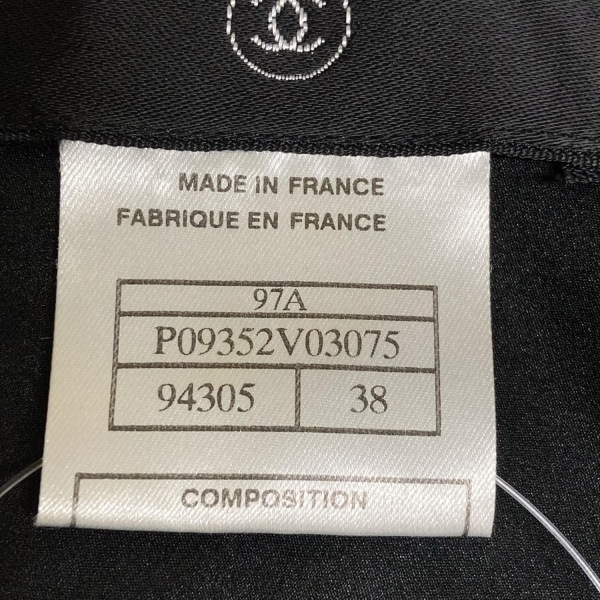 MADE IN FRANCE
FABRIQUE EN FRANCE
97A
P09352V03075
94305 38
COMPOSITION